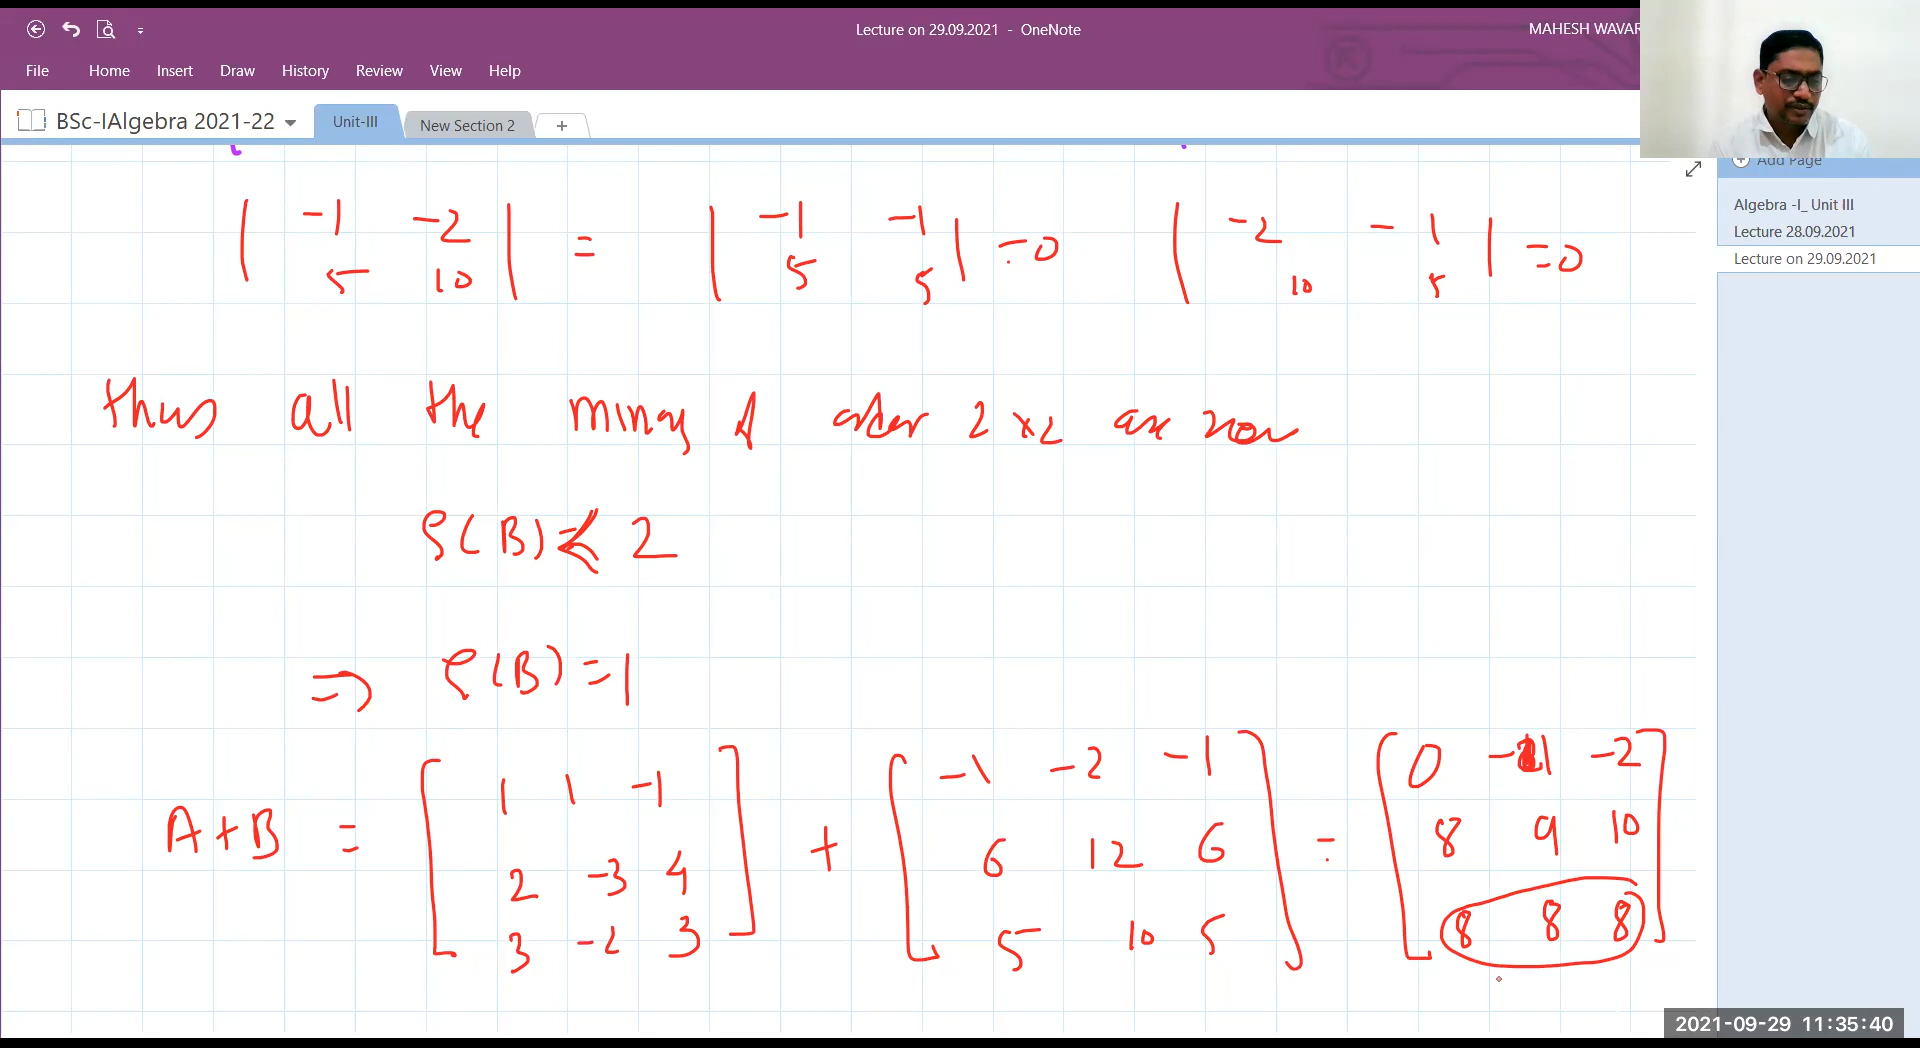 Lecture on 29.09.2021 - OneNote
MAHESH WAVAR
File Home Insert Draw History Review View Help
BSc-IAlgebra 2021-22
Unit-III
New Section 2
+
Add Page
Algebra -I_ Unit III
Lecture 28.09.2021
Lecture on 29.09.2021
| -1 -2 | = | -1 -1 | = 0 | -2 -1 | = 0
5 10 5 5 10 5
thus all the minors of order 2 × 2 are zero
ρ(B) < 2
⇒ ρ(B) = 1
A+B = [ 1 1 -1 ] + [ -1 -2 -1 ] = [ 0 -1 -2 ]
2 -3 4 6 12 6 8 9 10
3 -2 3 5 10 5 8 8 8
2021-09-29 11:35:40